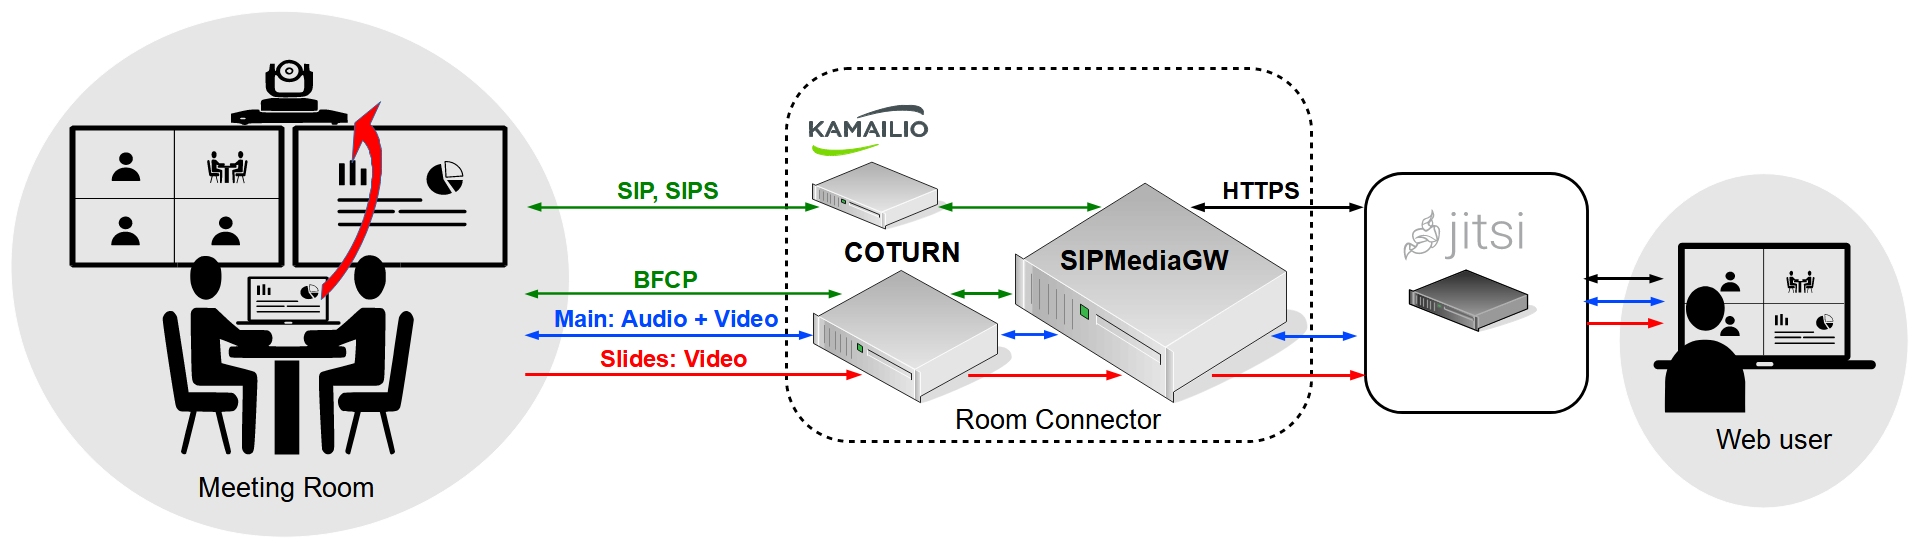 KAMAILIO
SIP, SIPS
HTTPS
jitsi
COTURN
SIPMediaGW
BFCP
Main: Audio + Video
Slides: Video
Room Connector
Web user
Meeting Room